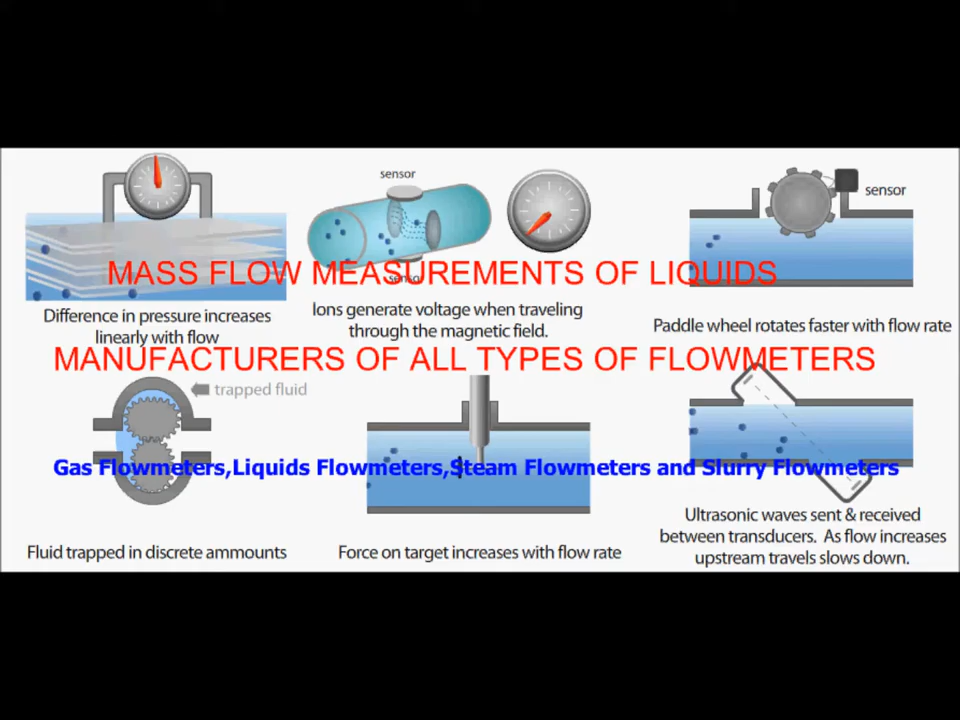 sensor
sensor
sensor
MASS FLOW MEASUREMENTS OF LIQUIDS
Difference in pressure increases
linearly with flow
Ions generate voltage when traveling
through the magnetic field.
Paddle wheel rotates faster with flow rate
MANUFACTURERS OF ALL TYPES OF FLOWMETERS
trapped fluid
Gas Flowmeters,Liquids Flowmeters,Steam Flowmeters and Slurry Flowmeters
Fluid trapped in discrete ammounts
Force on target increases with flow rate
Ultrasonic waves sent & received
between transducers. As flow increases
upstream travels slows down.